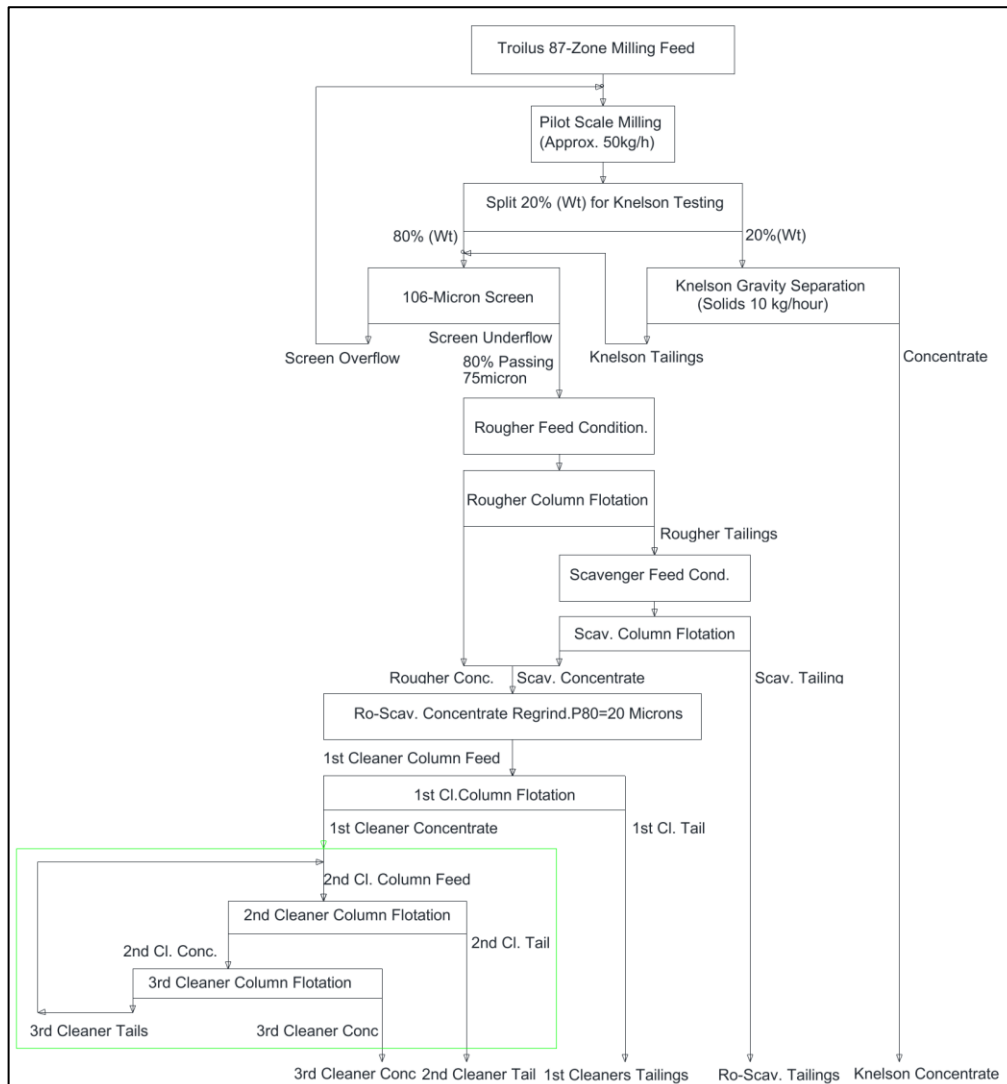 Troilus 87-Zone Milling Feed
Pilot Scale Milling
(Approx. 50kg/h)
Split 20% (Wt) for Knelson Testing
80% (Wt)
20%(Wt)
106-Micron Screen
Knelson Gravity Separation
(Solids 10 kg/hour)
Screen Underflow
Screen Overflow
Knelson Tailings
Concentrate
80% Passing
75micron
Rougher Feed Condition.
Rougher Column Flotation
Rougher Tailings
Scavenger Feed Cond.
Scav. Column Flotation
Rougher Conc.
Scav. Concentrate
Scav. Tailing
Ro-Scav. Concentrate Regrind.P80=20 Microns
1st Cleaner Column Feed
1st Cl.Column Flotation
1st Cleaner Concentrate
1st Cl. Tail
2nd Cl. Column Feed
2nd Cleaner Column Flotation
2nd Cl. Conc.
2nd Cl. Tail
3rd Cleaner Column Flotation
3rd Cleaner Tails
3rd Cleaner Conc
3rd Cleaner Conc
2nd Cleaner Tail
1st Cleaners Tailings
Ro-Scav. Tailings
Knelson Concentrate